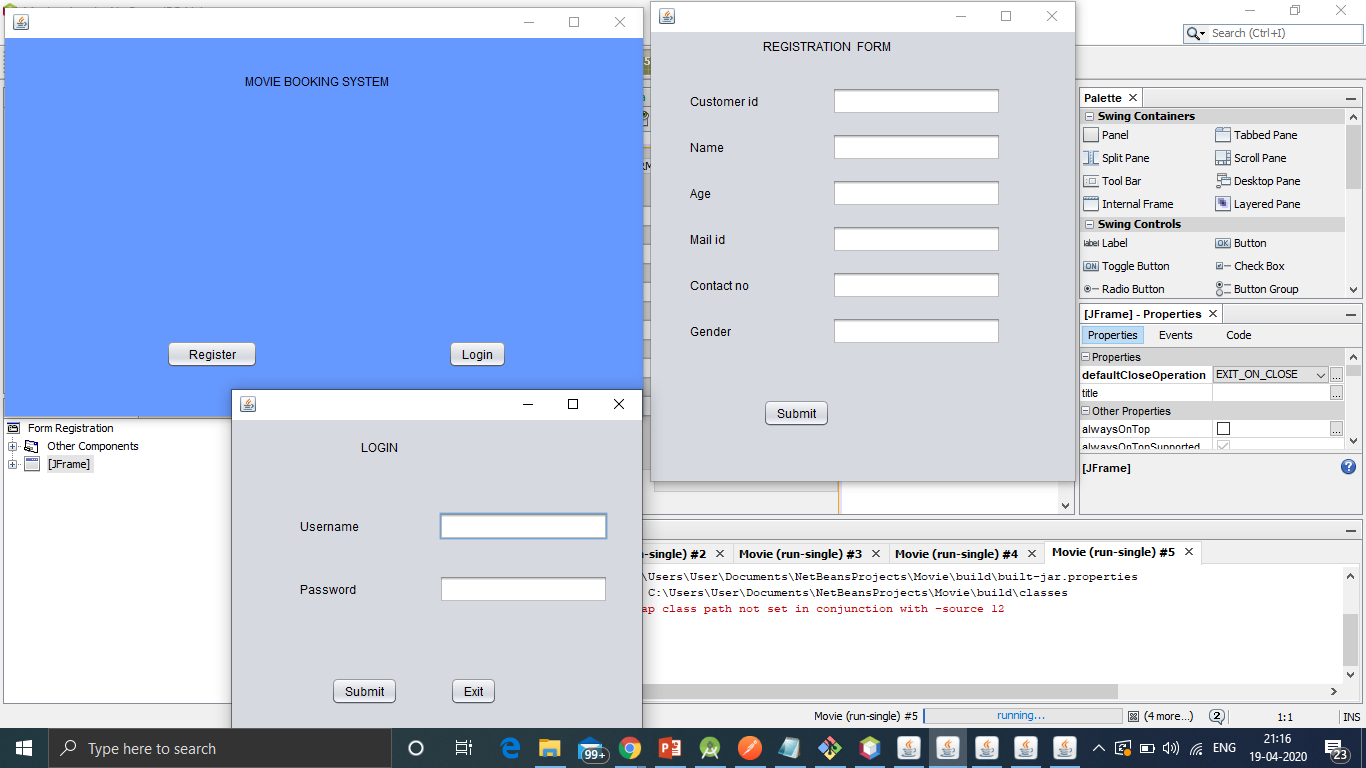 MOVIE BOOKING SYSTEM
Register
Login
REGISTRATION FORM
Customer id
Name
Age
Mail id
Contact no
Gender
Submit
LOGIN
Username
Password
Submit
Exit
Search (Ctrl+I)
Palette
Swing Containers
Panel
Tabbed Pane
Split Pane
Scroll Pane
Tool Bar
Desktop Pane
Internal Frame
Layered Pane
Swing Controls
label Label
OK Button
ON Toggle Button
Check Box
Radio Button
Button Group
[JFrame] - Properties
Properties
Events
Code
Properties
defaultCloseOperation
EXIT_ON_CLOSE
...
title
...
Other Properties
alwaysOnTop
...
alwaysOnTopSupported
[JFrame]
?
Form Registration
Other Components
[JFrame]
-single) #2
Movie (run-single) #3
Movie (run-single) #4
Movie (run-single) #5
\Users\User\Documents\NetBeansProjects\Movie\build\built-jar.properties
C:\Users\User\Documents\NetBeansProjects\Movie\build\classes
ap class path not set in conjunction with -source 12
Movie (run-single) #5
running...
(4 more...)
2
1:1
INS
Type here to search
99+
ENG
21:16
19-04-2020
23